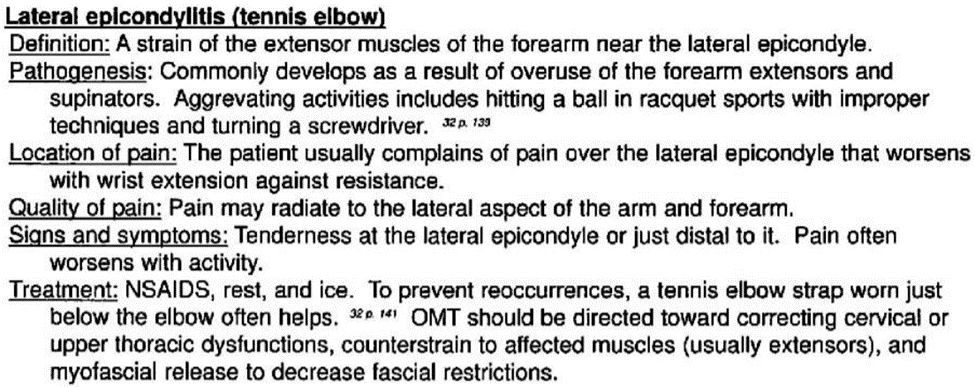 Lateral epicondylitis (tennis elbow)
Definition: A strain of the extensor muscles of the forearm near the lateral epicondyle.
Pathogenesis: Commonly develops as a result of overuse of the forearm extensors and
supinators. Aggrevating activities includes hitting a ball in racquet sports with improper
techniques and turning a screwdriver. 32 p. 139
Location of pain: The patient usually complains of pain over the lateral epicondyle that worsens
with wrist extension against resistance.
Quality of pain: Pain may radiate to the lateral aspect of the arm and forearm.
Signs and symptoms: Tenderness at the lateral epicondyle or just distal to it. Pain often
worsens with activity.
Treatment: NSAIDS, rest, and ice. To prevent reoccurrences, a tennis elbow strap worn just
below the elbow often helps. 32 p. 141 OMT should be directed toward correcting cervical or
upper thoracic dysfunctions, counterstrain to affected muscles (usually extensors), and
myofascial release to decrease fascial restrictions.